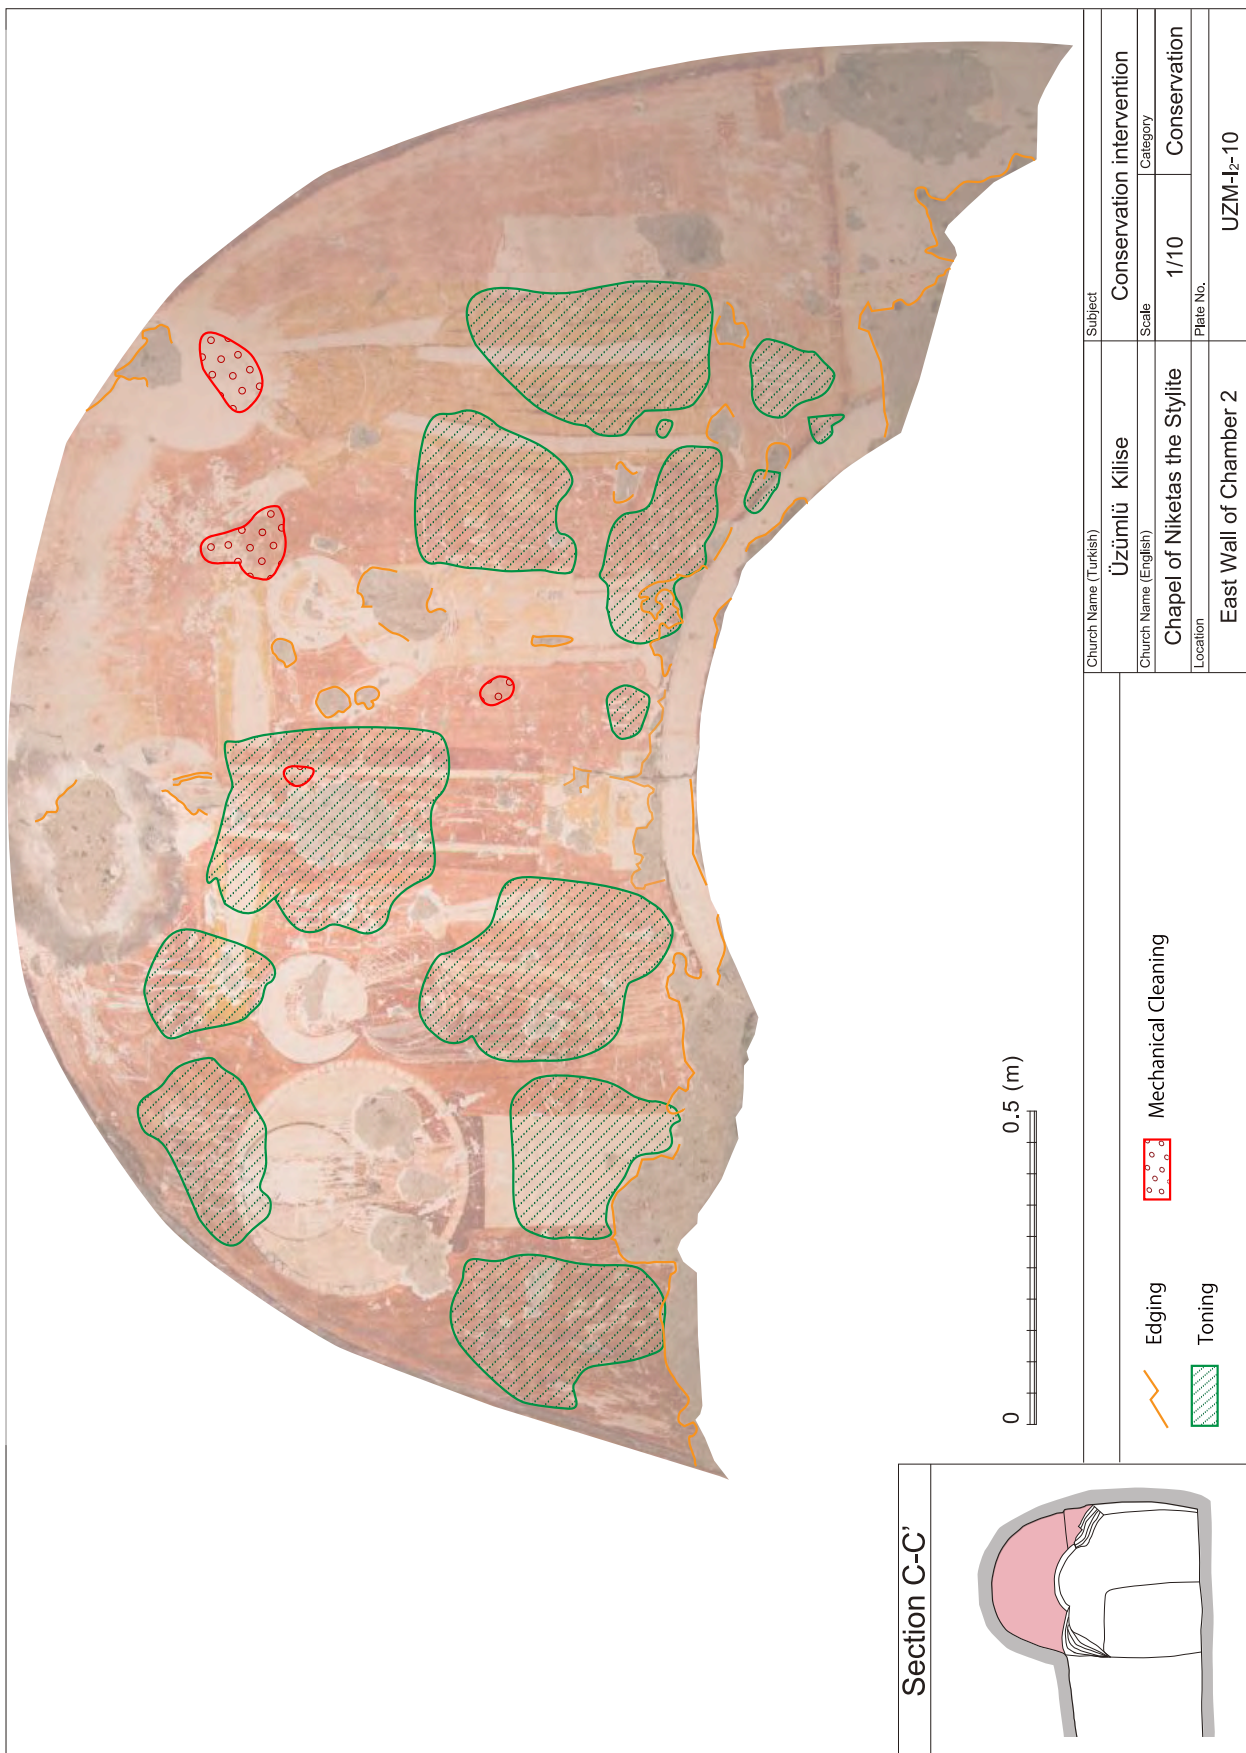 Section C-C'
0
0.5 (m)
Edging
Mechanical Cleaning
Toning
Church Name (Turkish)
Üzümlü Kilise
Church Name (English)
Chapel of Niketas the Stylite
Location
East Wall of Chamber 2
Subject
Conservation intervention
Scale
1/10
Category
Conservation
Plate No.
UZM-I2-10